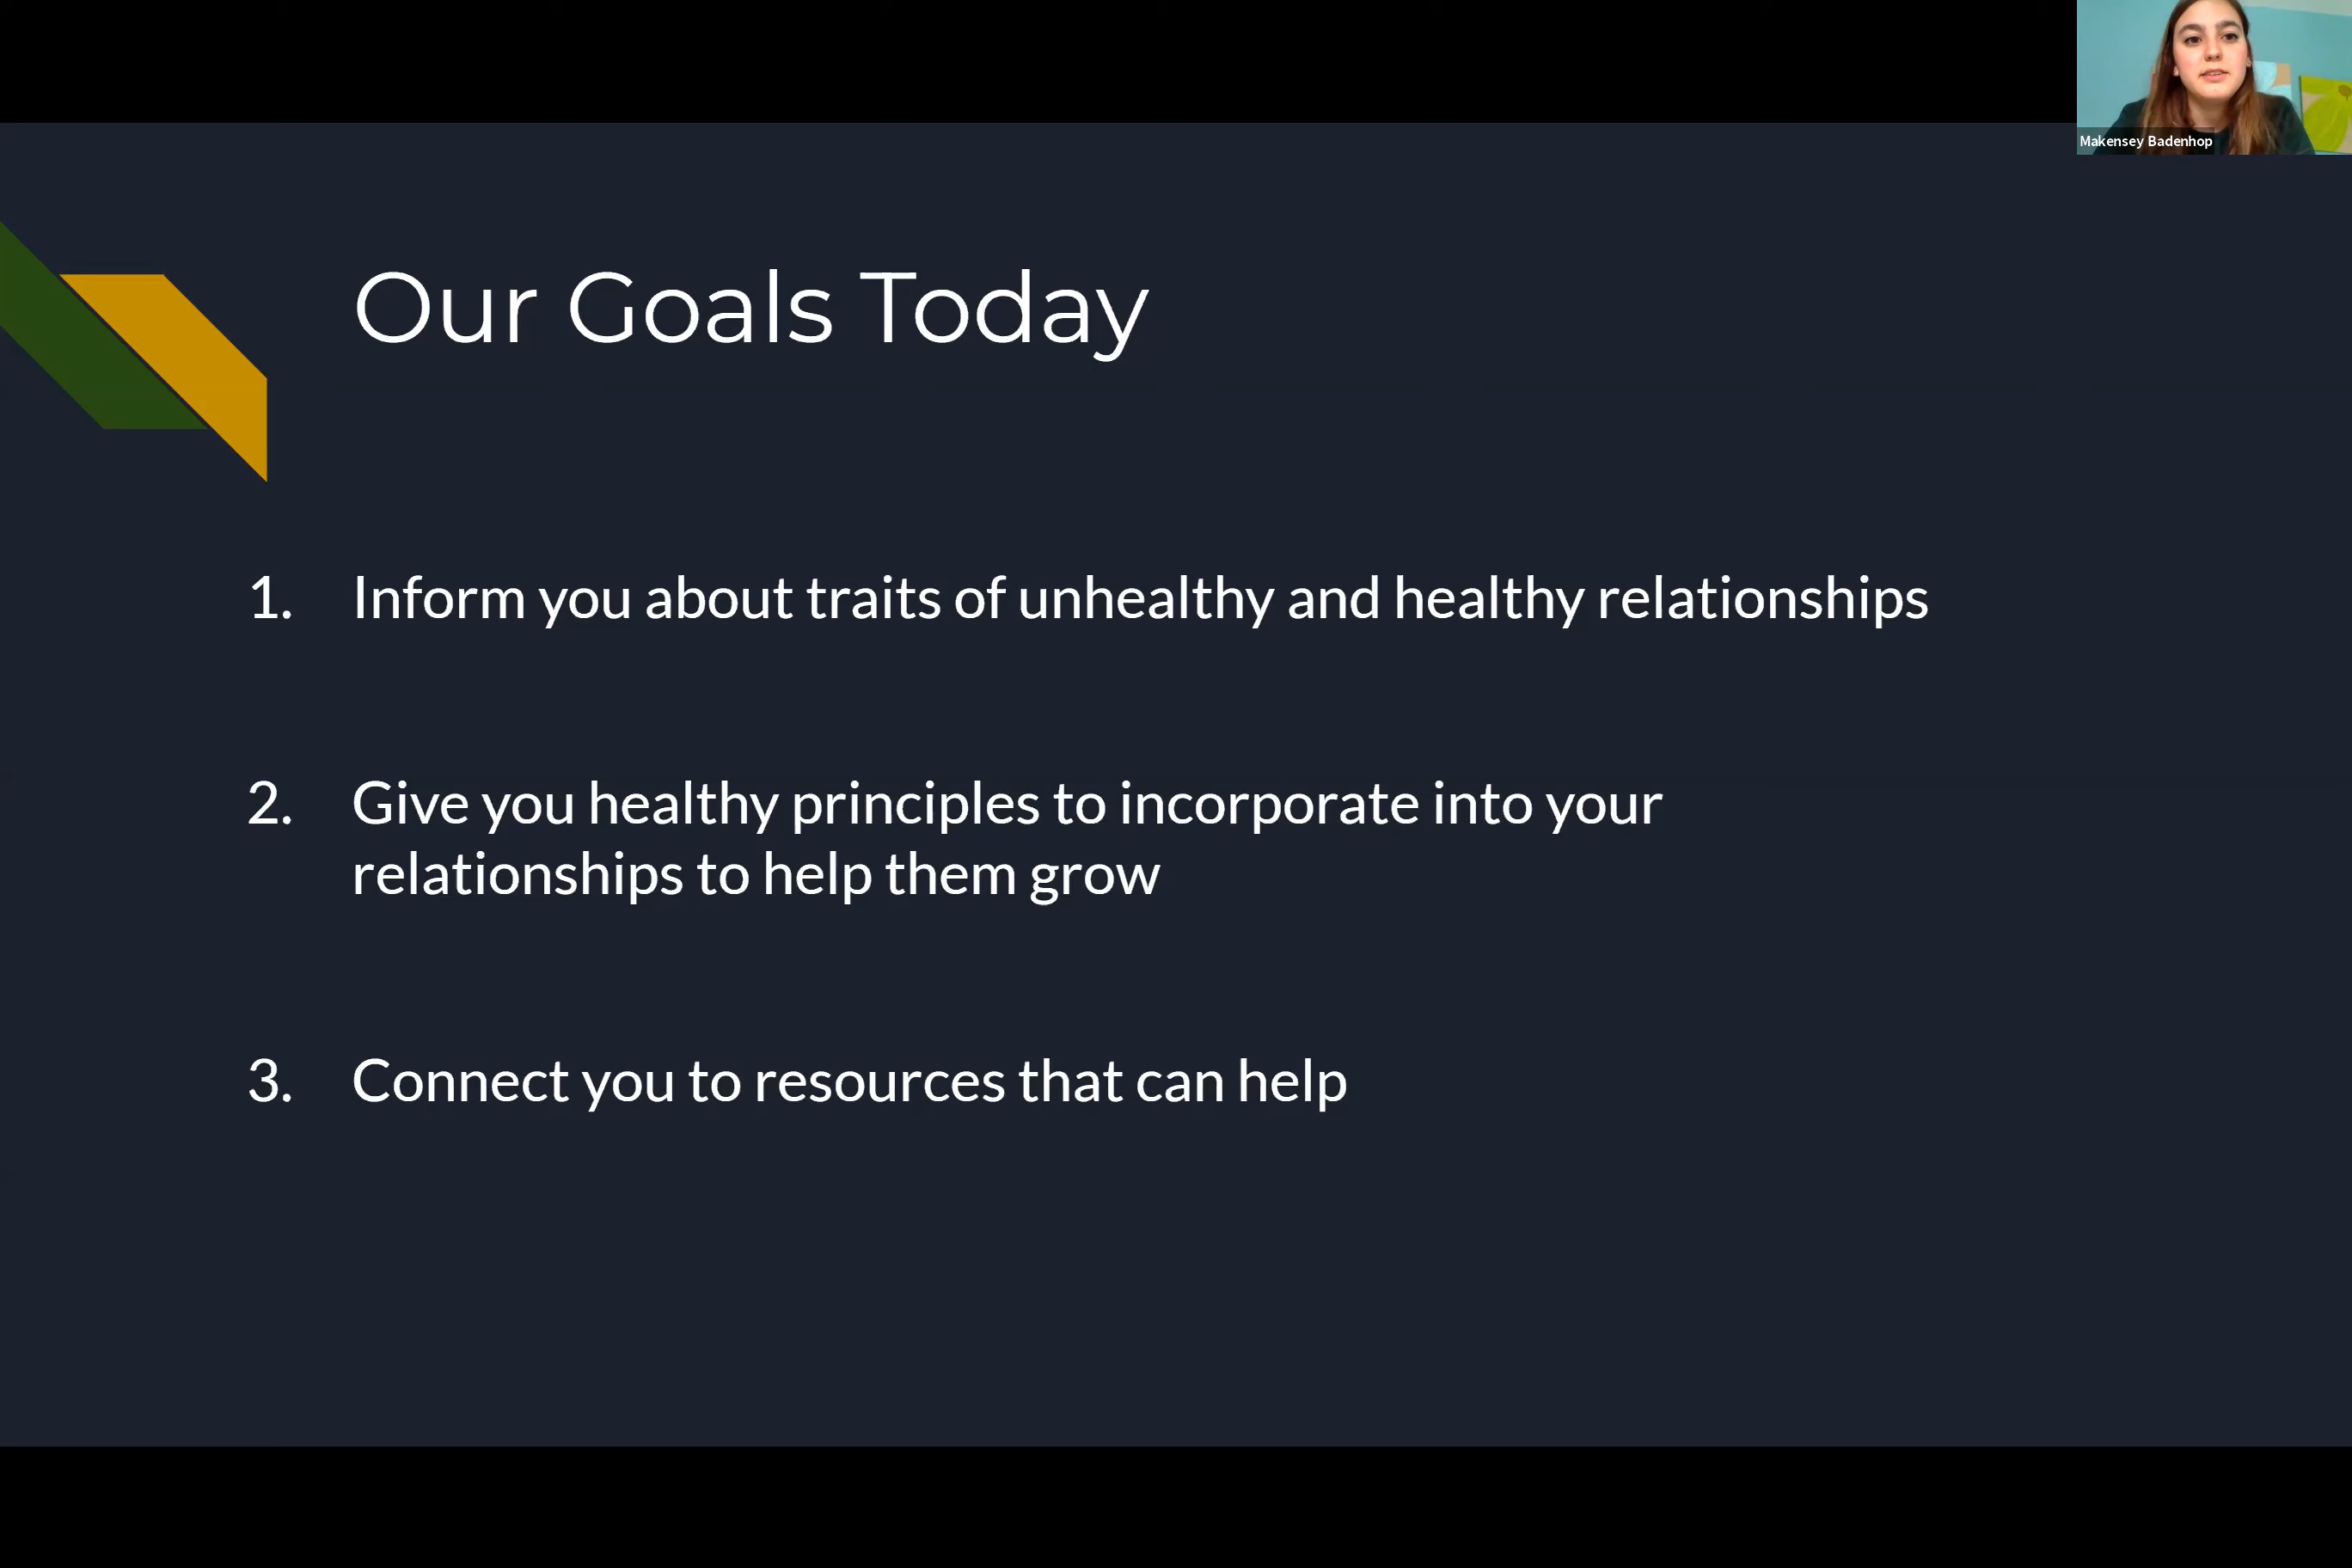 Makensey Badenhop
Our Goals Today
1. Inform you about traits of unhealthy and healthy relationships
2. Give you healthy principles to incorporate into your
relationships to help them grow
3. Connect you to resources that can help